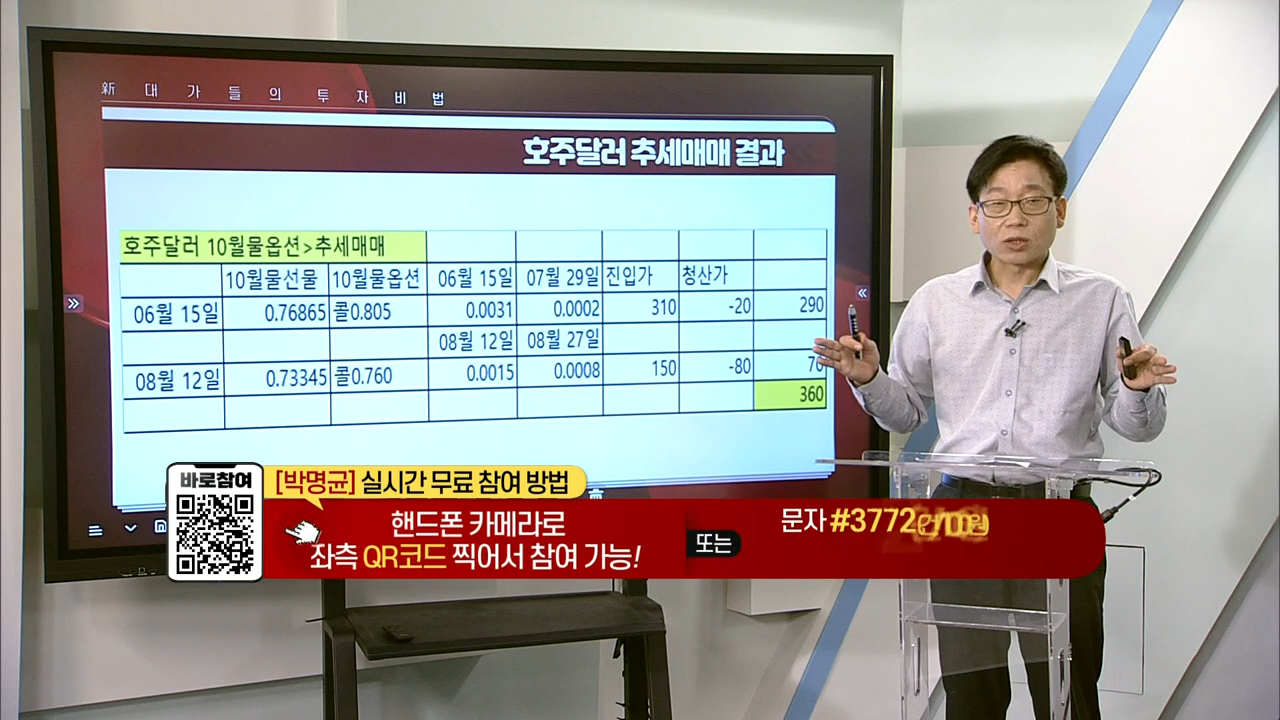 新 대 가 들 의 투 자 비 법
호주달러 추세매매 결과
호주달러 10월물옵션>추세매매
10월물선물 10월물옵션 06월 15일 07월 29일 진입가 청산가
06월 15일 0.76865 콜0.805 0.0031 0.0002 310 -20 290
08월 12일 08월 27일
08월 12일 0.73345 콜0.760 0.0015 0.0008 150 -80 70
360
바로참여
[박명균] 실시간 무료 참여 방법
핸드폰 카메라로
좌측 QR코드 찍어서 참여 가능!
또는
문자 #3772